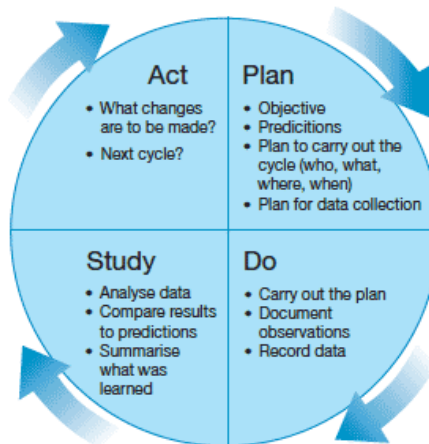 Act
• What changes
are to be made?
• Next cycle?
Plan
• Objective
• Predicitions
• Plan to carry out the
cycle (who, what,
where, when)
• Plan for data collection
Study
• Analyse data
• Compare results
to predictions
• Summarise
what was
learned
Do
• Carry out the plan
• Document
observations
• Record data